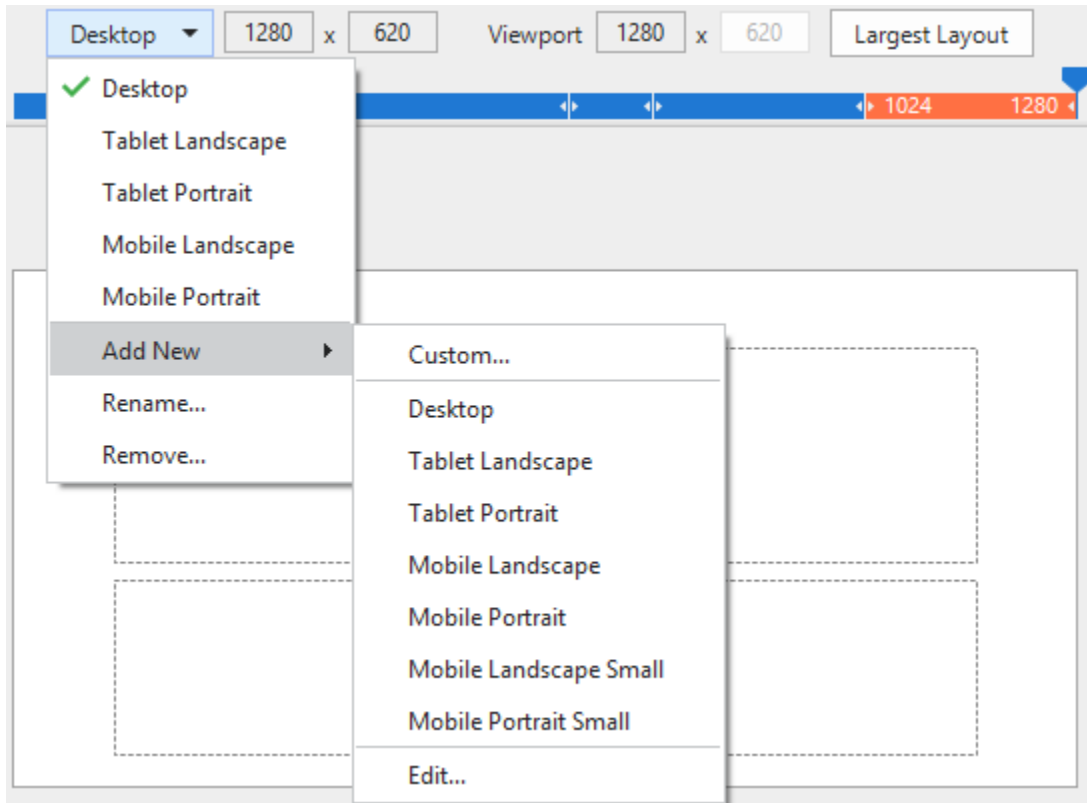 Desktop 1280 x 620 Viewport 1280 x 620 Largest Layout
1024 1280
Desktop
Tablet Landscape
Tablet Portrait
Mobile Landscape
Mobile Portrait
Add New
Rename...
Remove...
Custom...
Desktop
Tablet Landscape
Tablet Portrait
Mobile Landscape
Mobile Portrait
Mobile Landscape Small
Mobile Portrait Small
Edit...